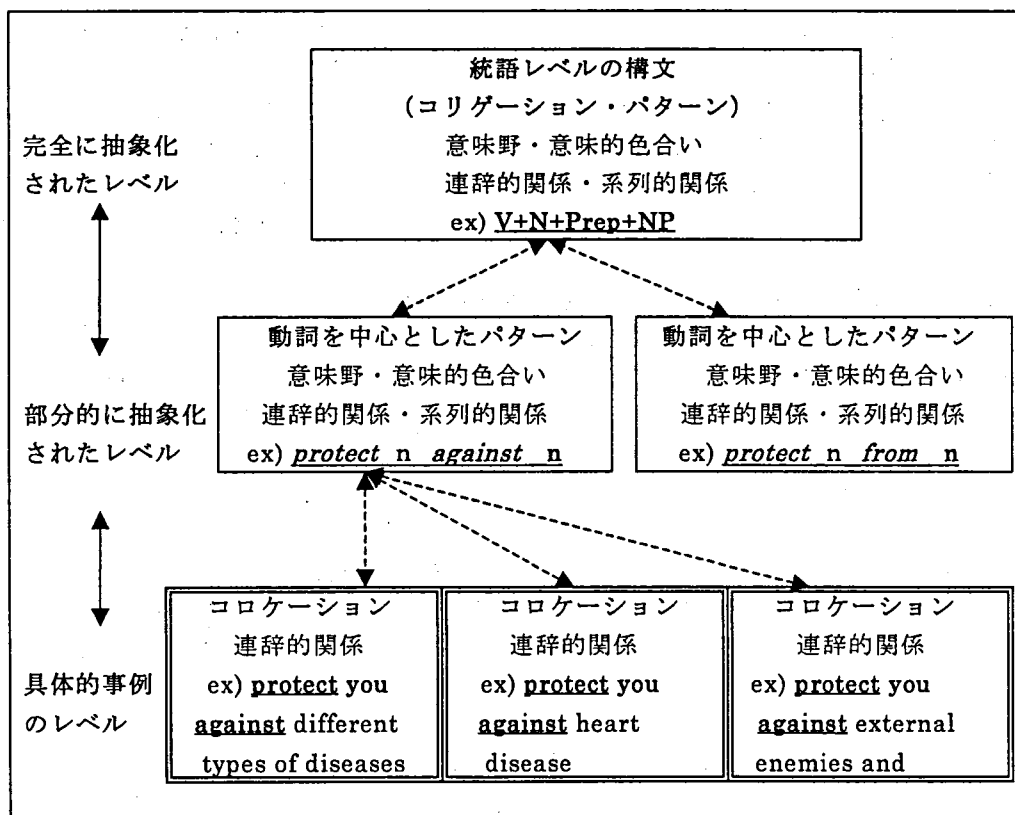 統語レベルの構文
(コリゲーション・パターン)
意味野・意味的色合い
連辞的関係・系列的関係
ex) V+N+Prep+NP
完全に抽象化
されたレベル
動詞を中心としたパターン
意味野・意味的色合い
連辞的関係・系列的関係
ex) protect n against n
動詞を中心としたパターン
意味野・意味的色合い
連辞的関係・系列的関係
ex) protect n from n
部分的に抽象化
されたレベル
コロケーション
連辞的関係
ex) protect you
against different
types of diseases
コロケーション
連辞的関係
ex) protect you
against heart
disease
コロケーション
連辞的関係
ex) protect you
against external
enemies and
具体的事例
のレベル